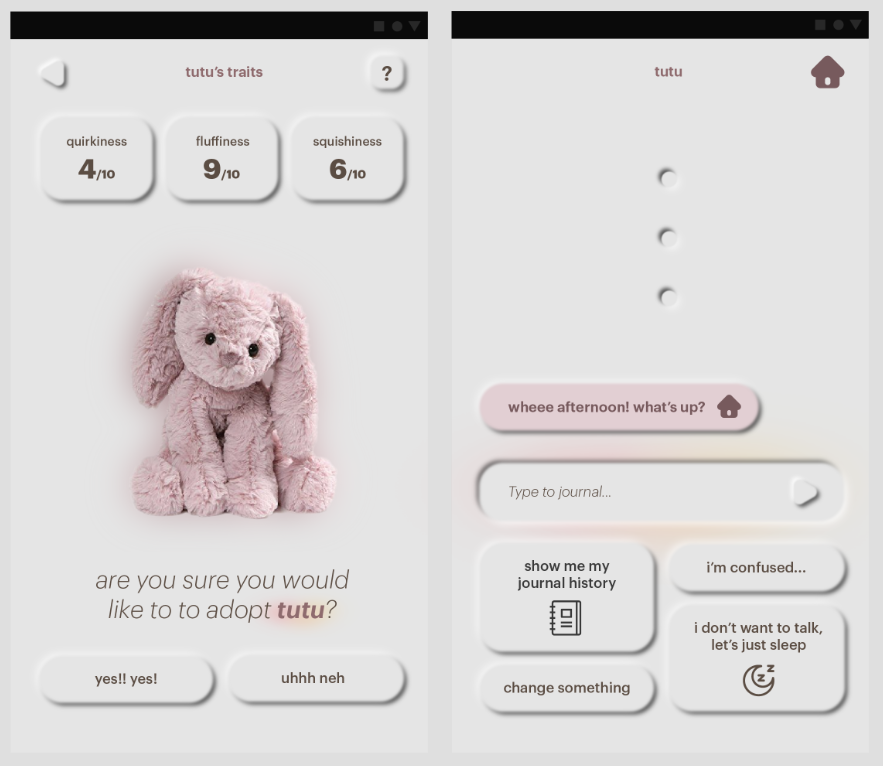 tutu's traits
?
quirkiness
4/10
fluffiness
9/10
squishiness
6/10
are you sure you would
like to to adopt tutu?
yes!! yes!
uhhh neh
tutu
wheee afternoon! what's up?
Type to journal...
show me my
journal history
i'm confused...
i don't want to talk,
let's just sleep
z z z
change something